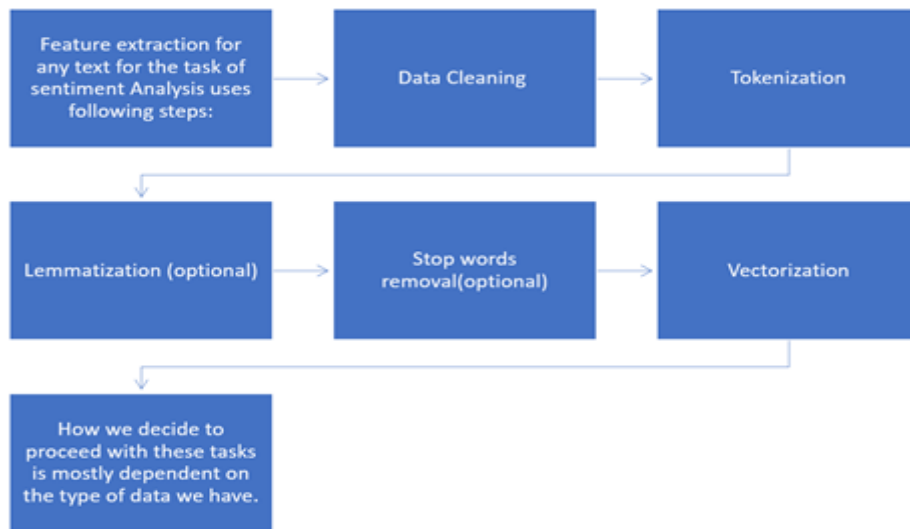 Feature extraction for
any text for the task of
sentiment Analysis uses
following steps:
Data Cleaning
Tokenization
Lemmatization (optional)
Stop words
removal(optional)
Vectorization
How we decide to
proceed with these tasks
is mostly dependent on
the type of data we have.